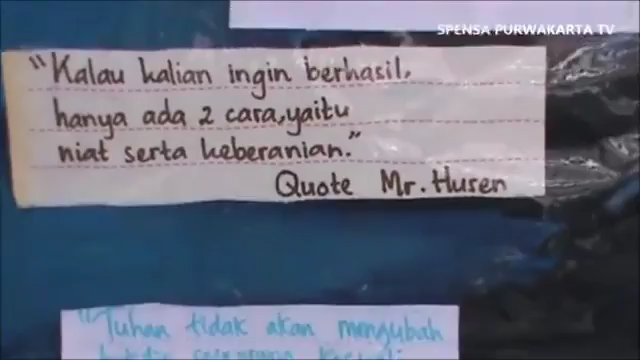 SPENSA PURWAKARTA TV
"Kalau kalian ingin berhasil,
hanya ada 2 cara, yaitu
niat serta keberanian."
Quote Mr. Husen
"Tuhan tidak akan mengubah